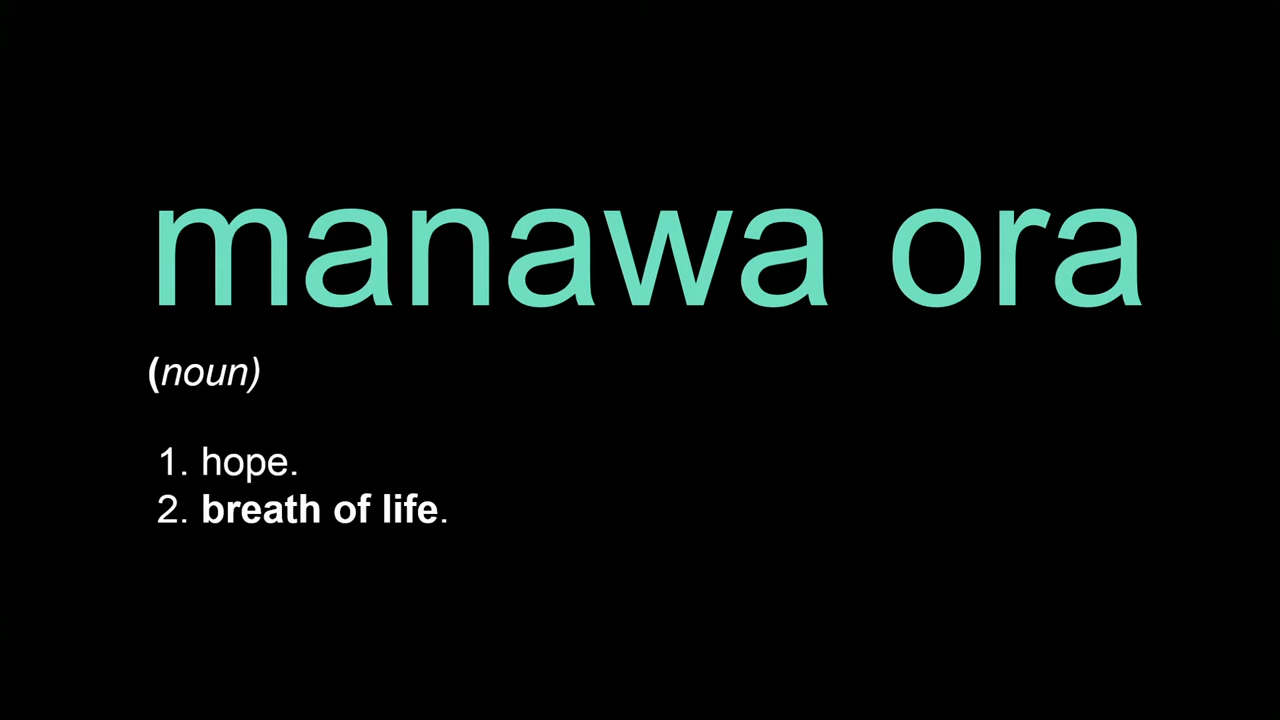 manawa ora
(noun)
1. hope.
2. breath of life.